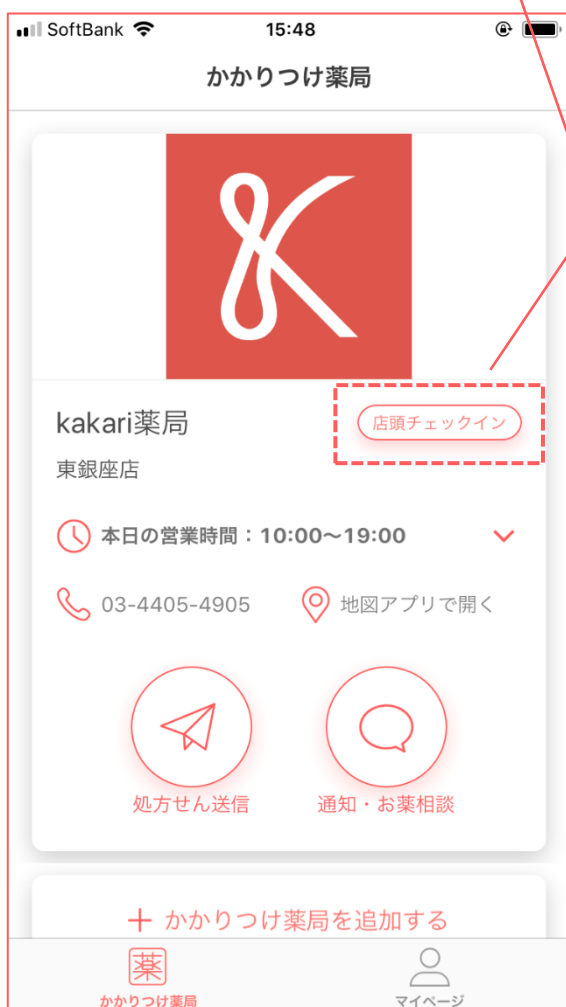 SoftBank 15:48
かかりつけ薬局
kakari薬局
店頭チェックイン
東銀座店
本日の営業時間：10:00〜19:00
03-4405-4905 地図アプリで開く
処方せん送信 通知・お薬相談
＋ かかりつけ薬局を追加する
薬
かかりつけ薬局 マイページ